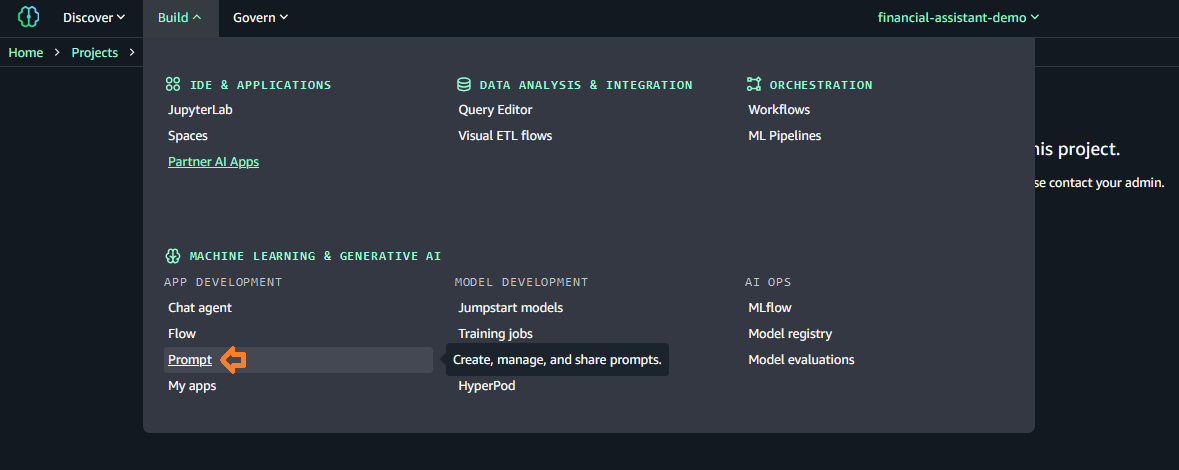 Discover
Build
Govern
financial-assistant-demo
Home
Projects
IDE & APPLICATIONS
JupyterLab
Spaces
Partner AI Apps
DATA ANALYSIS & INTEGRATION
Query Editor
Visual ETL flows
ORCHESTRATION
Workflows
ML Pipelines
his project.
se contact your admin.
MACHINE LEARNING & GENERATIVE AI
APP DEVELOPMENT
Chat agent
Flow
Prompt
My apps
MODEL DEVELOPMENT
Jumpstart models
Training jobs
Create, manage, and share prompts.
HyperPod
AI OPS
MLflow
Model registry
Model evaluations